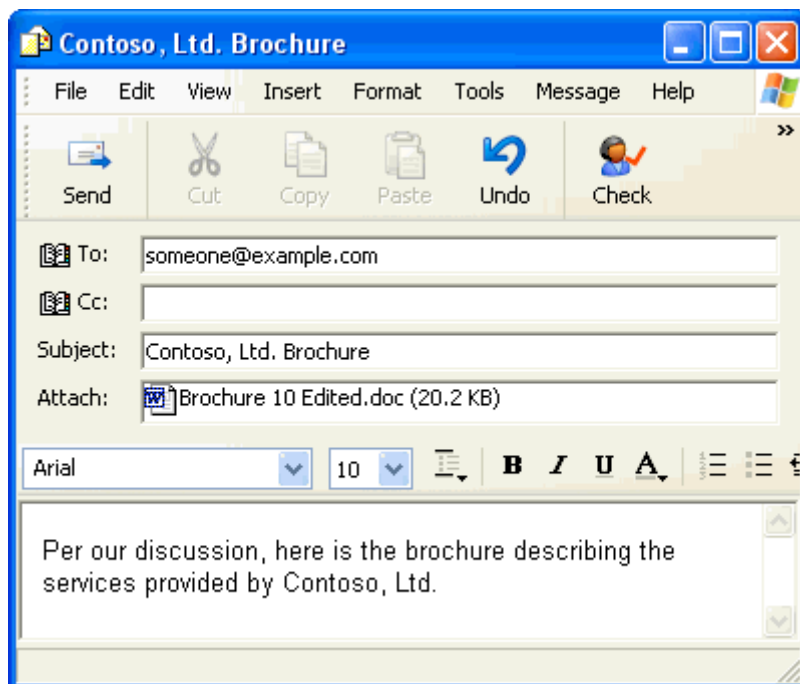 Contoso, Ltd. Brochure
File Edit View Insert Format Tools Message Help
Send Cut Copy Paste Undo Check
To: someone@example.com
Cc:
Subject: Contoso, Ltd. Brochure
Attach: Brochure 10 Edited.doc (20.2 KB)
Arial 10 B I U A
Per our discussion, here is the brochure describing the
services provided by Contoso, Ltd.